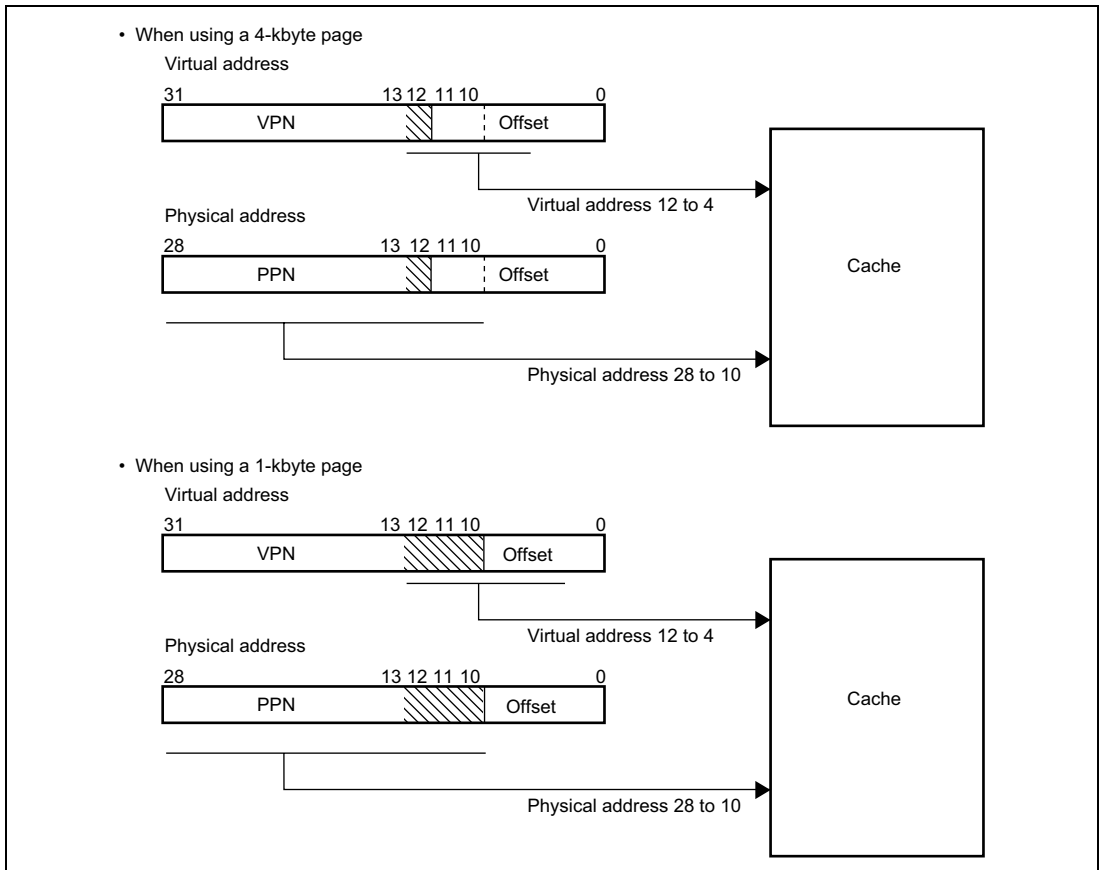 • When using a 4-kbyte page
Virtual address
31 13 12 11 10 0
VPN Offset
Virtual address 12 to 4
Physical address
28 13 12 11 10 0
PPN Offset
Physical address 28 to 10
Cache
• When using a 1-kbyte page
Virtual address
31 13 12 11 10 0
VPN Offset
Virtual address 12 to 4
Physical address
28 13 12 11 10 0
PPN Offset
Physical address 28 to 10
Cache